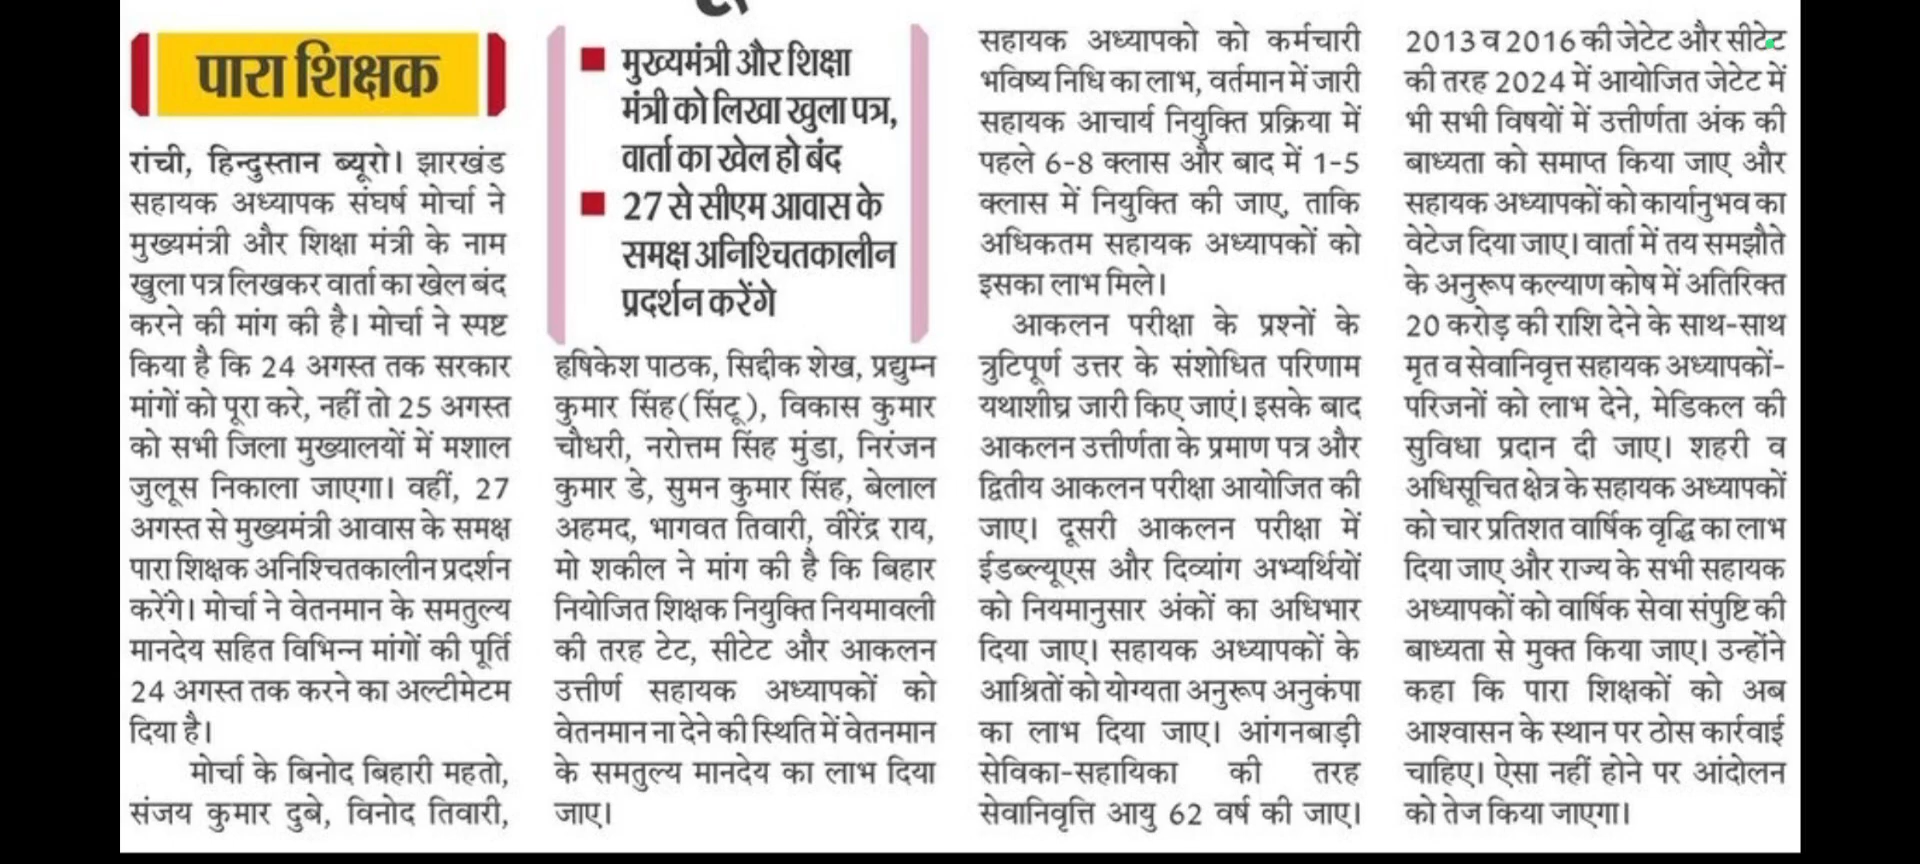 पारा शिक्षक
रांची, हिन्दुस्तान ब्यूरो। झारखंड
सहायक अध्यापक संघर्ष मोर्चा ने
मुख्यमंत्री और शिक्षा मंत्री के नाम
खुला पत्र लिखकर वार्ता का खेल बंद
करने की मांग की है। मोर्चा ने स्पष्ट
किया है कि 24 अगस्त तक सरकार
मांगों को पूरा करे, नहीं तो 25 अगस्त
को सभी जिला मुख्यालयों में मशाल
जुलूस निकाला जाएगा। वहीं, 27
अगस्त से मुख्यमंत्री आवास के समक्ष
पारा शिक्षक अनिश्चितकालीन प्रदर्शन
करेंगे। मोर्चा ने वेतनमान के समतुल्य
मानदेय सहित विभिन्न मांगों की पूर्ति
24 अगस्त तक करने का अल्टीमेटम
दिया है।
मोर्चा के बिनोद बिहारी महतो,
संजय कुमार दुबे, विनोद तिवारी,
मुख्यमंत्री और शिक्षा
मंत्री को लिखा खुला पत्र,
वार्ता का खेल हो बंद
27 से सीएम आवास के
समक्ष अनिश्चितकालीन
प्रदर्शन करेंगे
हृषिकेश पाठक, सिद्दीक शेख, प्रद्युम्न
कुमार सिंह(सिंटू), विकास कुमार
चौधरी, नरोत्तम सिंह मुंडा, निरंजन
कुमार डे, सुमन कुमार सिंह, बेलाल
अहमद, भागवत तिवारी, वीरेंद्र राय,
मो शकील ने मांग की है कि बिहार
नियोजित शिक्षक नियुक्ति नियमावली
की तरह टेट, सीटेट और आकलन
उत्तीर्ण सहायक अध्यापकों को
वेतनमान ना देने की स्थिति में वेतनमान
के समतुल्य मानदेय का लाभ दिया
जाए।
सहायक अध्यापको को कर्मचारी
भविष्य निधि का लाभ, वर्तमान में जारी
सहायक आचार्य नियुक्ति प्रक्रिया में
पहले 6-8 क्लास और बाद में 1-5
क्लास में नियुक्ति की जाए, ताकि
अधिकतम सहायक अध्यापकों को
इसका लाभ मिले।
आकलन परीक्षा के प्रश्नों के
त्रुटिपूर्ण उत्तर के संशोधित परिणाम
यथाशीघ्र जारी किए जाएं। इसके बाद
आकलन उत्तीर्णता के प्रमाण पत्र और
द्वितीय आकलन परीक्षा आयोजित की
जाए। दूसरी आकलन परीक्षा में
ईडब्ल्यूएस और दिव्यांग अभ्यर्थियों
को नियमानुसार अंकों का अधिभार
दिया जाए। सहायक अध्यापकों के
आश्रितों को योग्यता अनुरूप अनुकंपा
का लाभ दिया जाए। आंगनबाड़ी
सेविका-सहायिका की तरह
सेवानिवृत्ति आयु 62 वर्ष की जाए।
2013 व 2016 की जेटेट और सीटेट
की तरह 2024 में आयोजित जेटेट में
भी सभी विषयों में उत्तीर्णता अंक की
बाध्यता को समाप्त किया जाए और
सहायक अध्यापकों को कार्यानुभव का
वेटेज दिया जाए। वार्ता में तय समझौते
के अनुरूप कल्याण कोष में अतिरिक्त
20 करोड़ की राशि देने के साथ-साथ
मृत व सेवानिवृत्त सहायक अध्यापकों-
परिजनों को लाभ देने, मेडिकल की
सुविधा प्रदान दी जाए। शहरी व
अधिसूचित क्षेत्र के सहायक अध्यापकों
को चार प्रतिशत वार्षिक वृद्धि का लाभ
दिया जाए और राज्य के सभी सहायक
अध्यापकों को वार्षिक सेवा संपुष्टि की
बाध्यता से मुक्त किया जाए। उन्होंने
कहा कि पारा शिक्षकों को अब
आश्वासन के स्थान पर ठोस कार्रवाई
चाहिए। ऐसा नहीं होने पर आंदोलन
को तेज किया जाएगा।